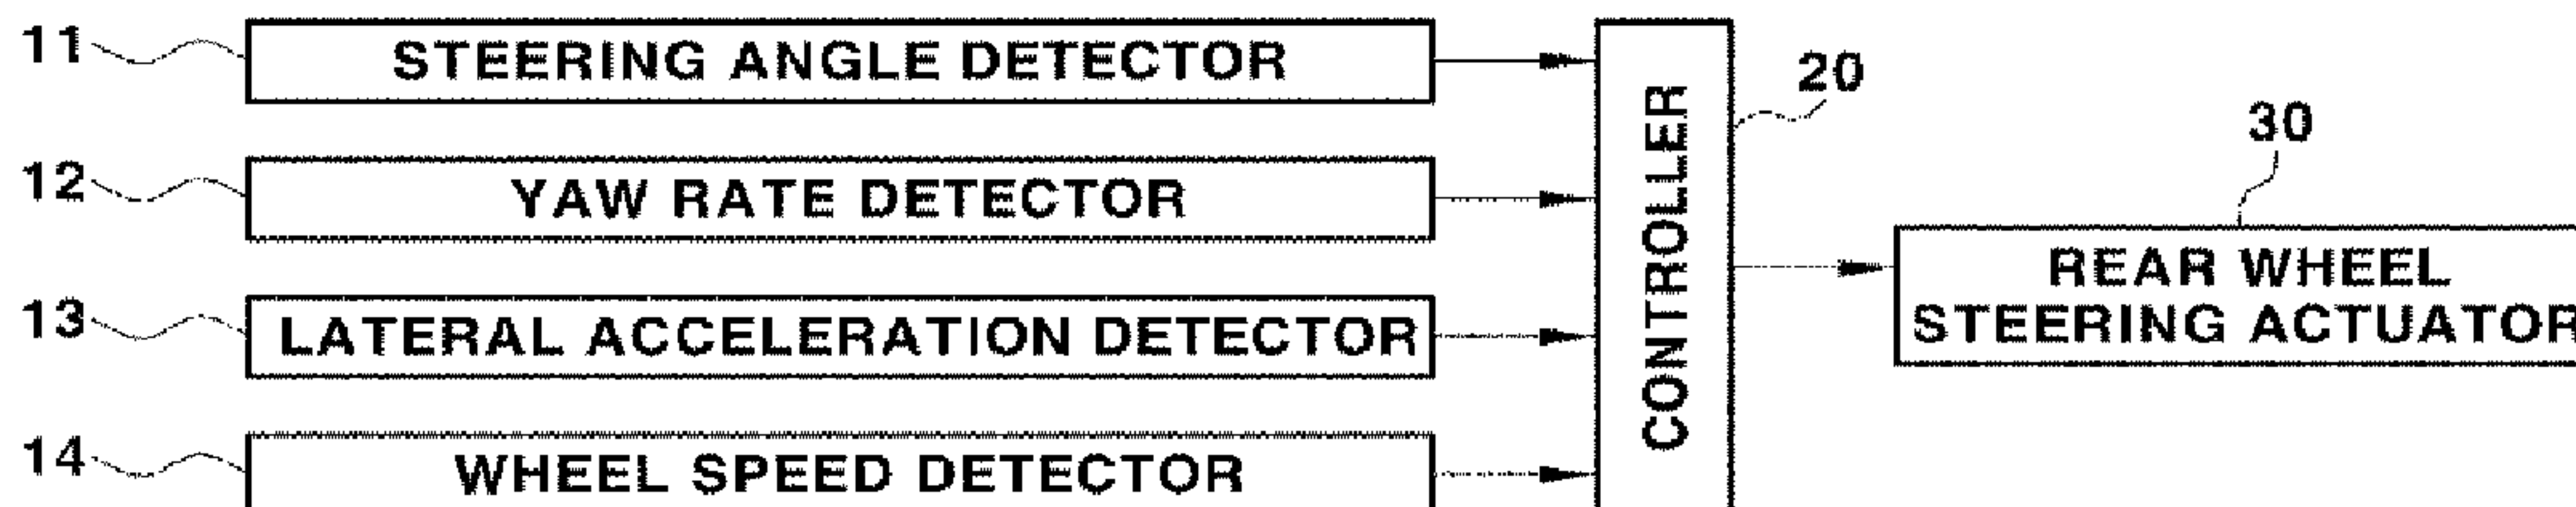 11 STEERING ANGLE DETECTOR
20
12 YAW RATE DETECTOR
30
CONTROLLER
REAR WHEEL
STEERING ACTUATOR
13 LATERAL ACCELERATION DETECTOR
14 WHEEL SPEED DETECTOR